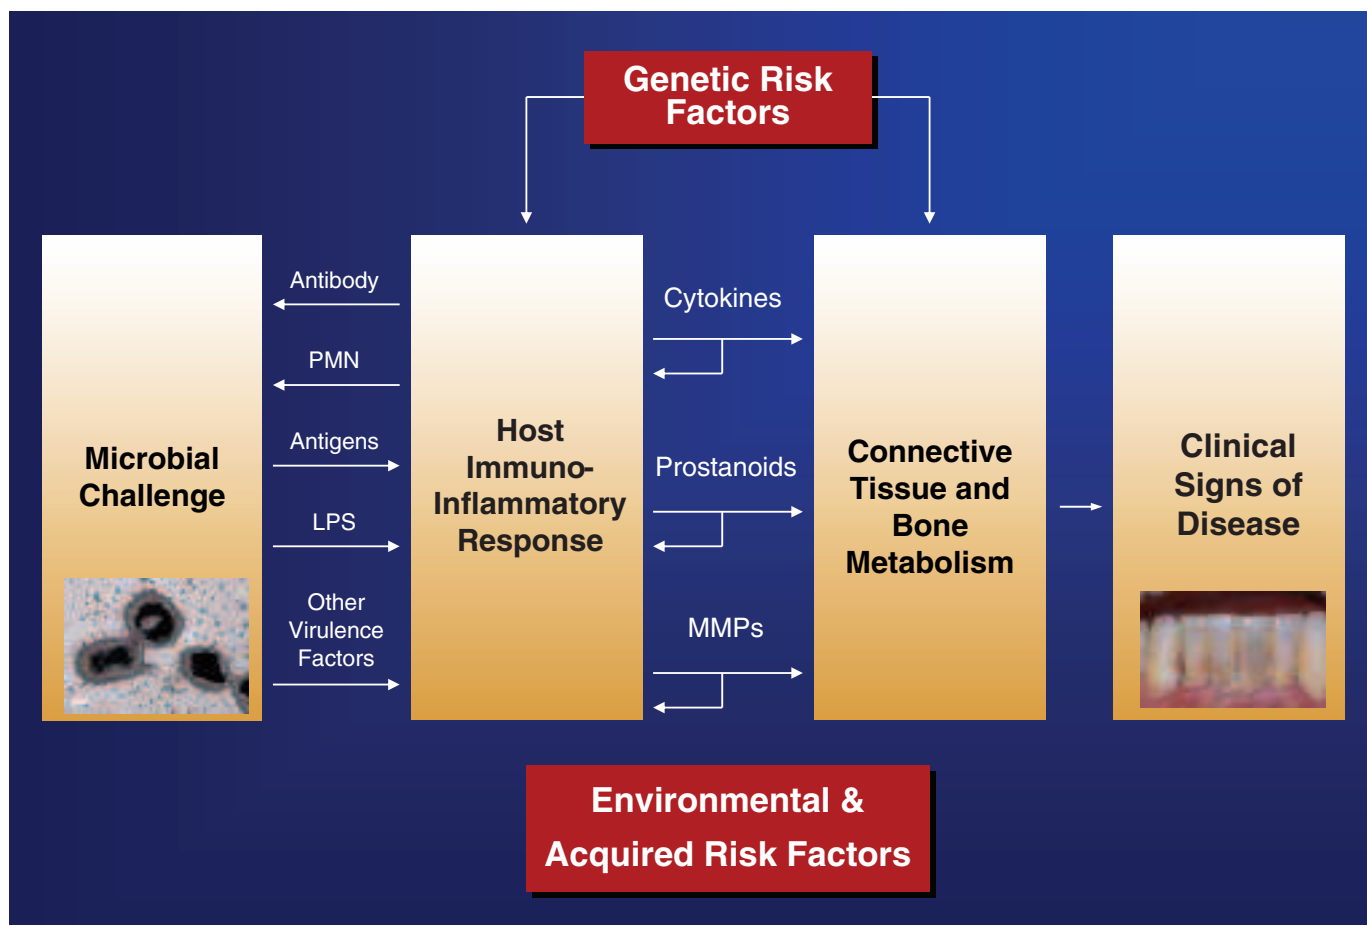 Genetic Risk
Factors
Microbial
Challenge
Antibody
PMN
Antigens
LPS
Other
Virulence
Factors
Host
Immuno-
Inflammatory
Response
Cytokines
Prostanoids
MMPs
Connective
Tissue and
Bone
Metabolism
Clinical
Signs of
Disease
Environmental &
Acquired Risk Factors